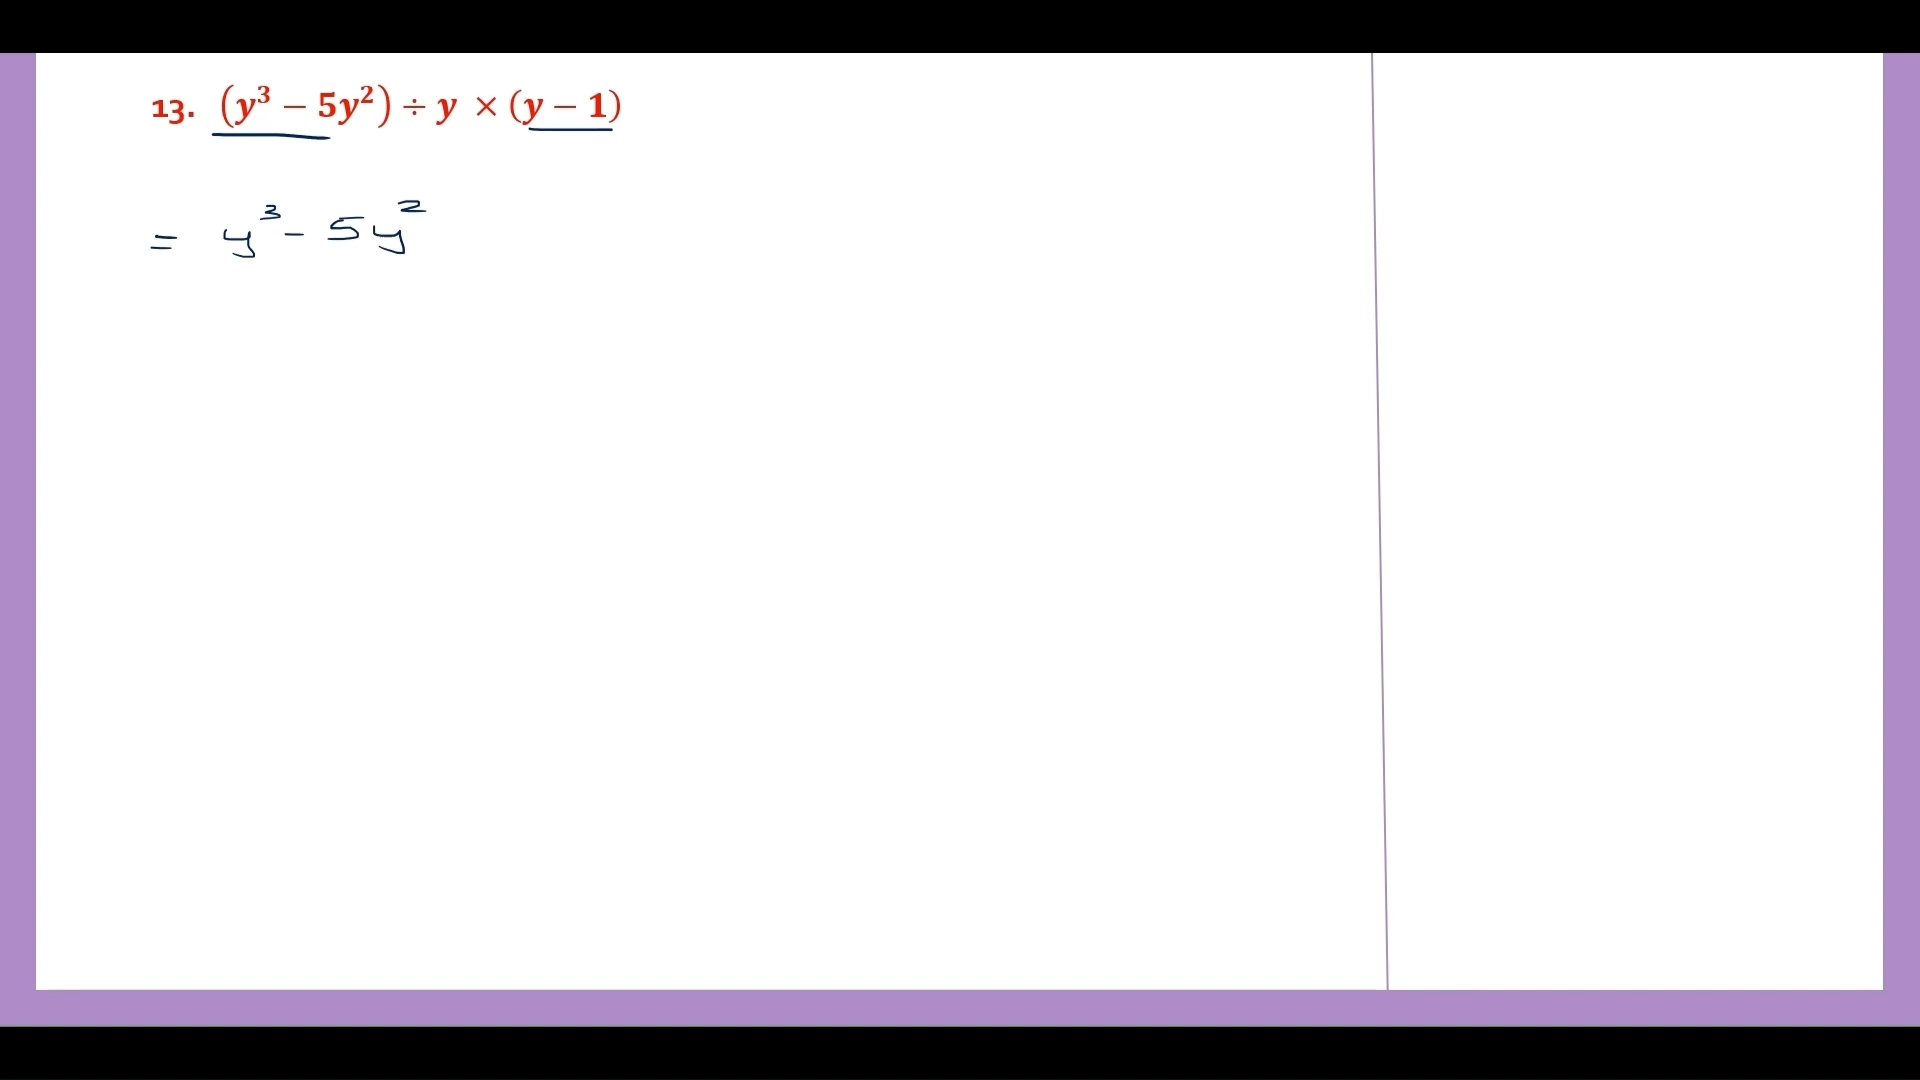 13. (y³ − 5y²) ÷ y × (y − 1)
= y³ - 5y²